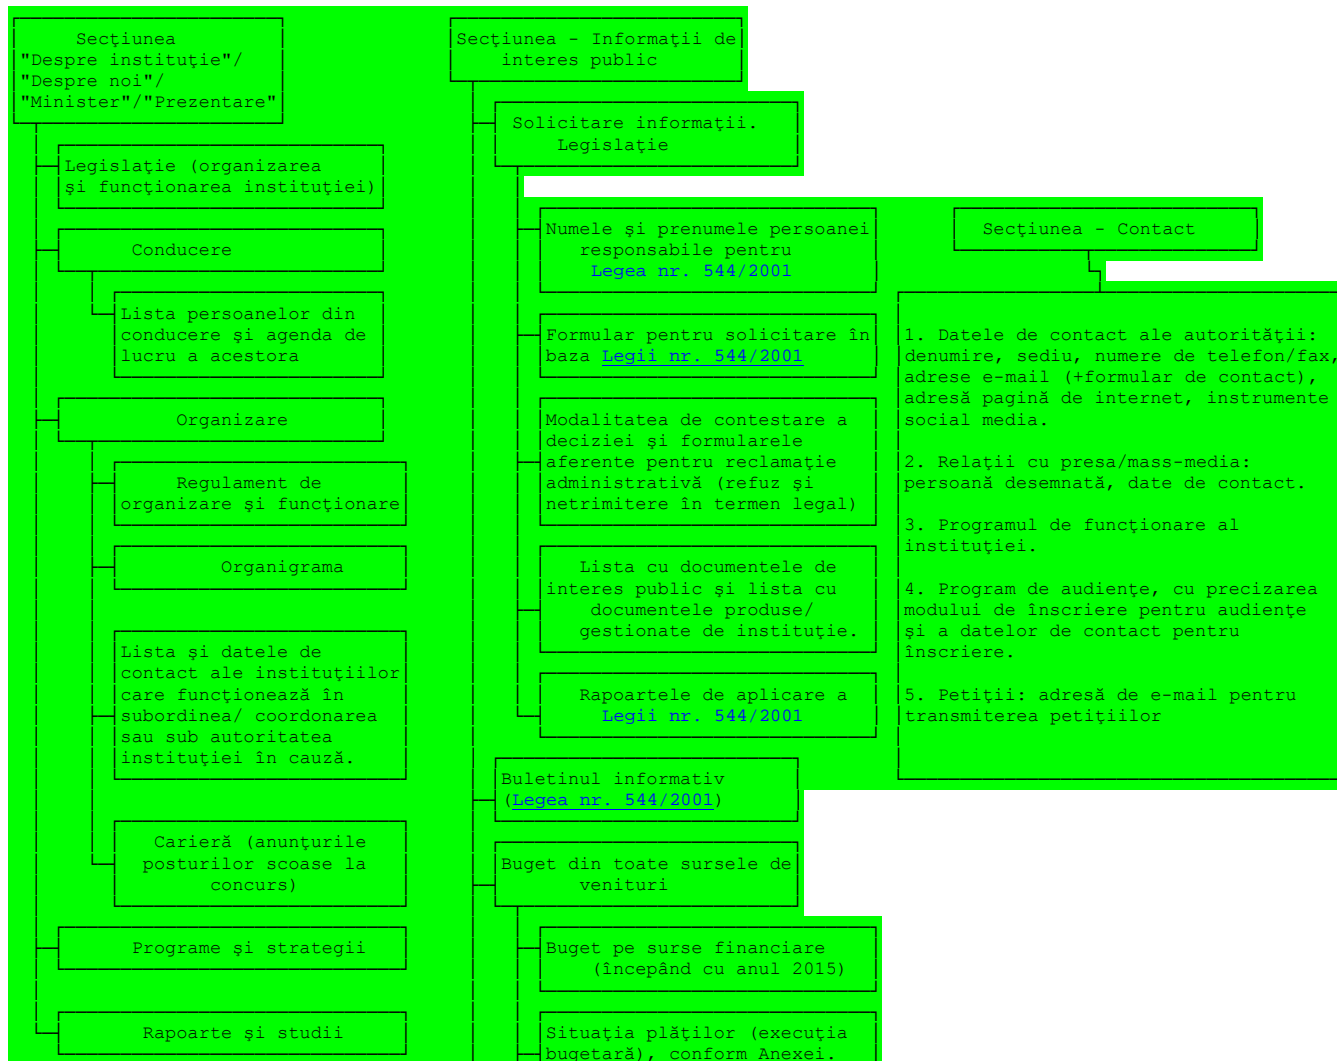 Secţiunea
"Despre instituţie"/
"Despre noi"/
"Minister"/"Prezentare"
Legislaţie (organizarea
şi funcţionarea instituţiei)
Conducere
Lista persoanelor din
conducere şi agenda de
lucru a acestora
Organizare
Regulament de
organizare şi funcţionare
Organigrama
Lista şi datele de
contact ale instituţiilor
care funcţionează în
subordinea/ coordonarea
sau sub autoritatea
instituţiei în cauză.
Carieră (anunţurile
posturilor scoase la
concurs)
Programe şi strategii
Rapoarte şi studii
Secţiunea - Informaţii de
interes public
Solicitare informaţii.
Legislaţie
Numele şi prenumele persoanei
responsabile pentru
Legea nr. 544/2001
Formular pentru solicitare în
baza Legii nr. 544/2001
Modalitatea de contestare a
deciziei şi formularele
aferente pentru reclamaţie
administrativă (refuz şi
netrimitere în termen legal)
Lista cu documentele de
interes public şi lista cu
documentele produse/
gestionate de instituţie.
Rapoartele de aplicare a
Legii nr. 544/2001
Buletinul informativ
(Legea nr. 544/2001)
Buget din toate sursele de
venituri
Buget pe surse financiare
(începând cu anul 2015)
Situaţia plăţilor (execuţia
bugetară), conform Anexei.
Secţiunea - Contact
1. Datele de contact ale autorităţii:
denumire, sediu, numere de telefon/fax,
adrese e-mail (+formular de contact),
adresă pagină de internet, instrumente
social media.
2. Relaţii cu presa/mass-media:
persoană desemnată, date de contact.
3. Programul de funcţionare al
instituţiei.
4. Program de audienţe, cu precizarea
modului de înscriere pentru audienţe
şi a datelor de contact pentru
înscriere.
5. Petiţii: adresă de e-mail pentru
transmiterea petiţiilor